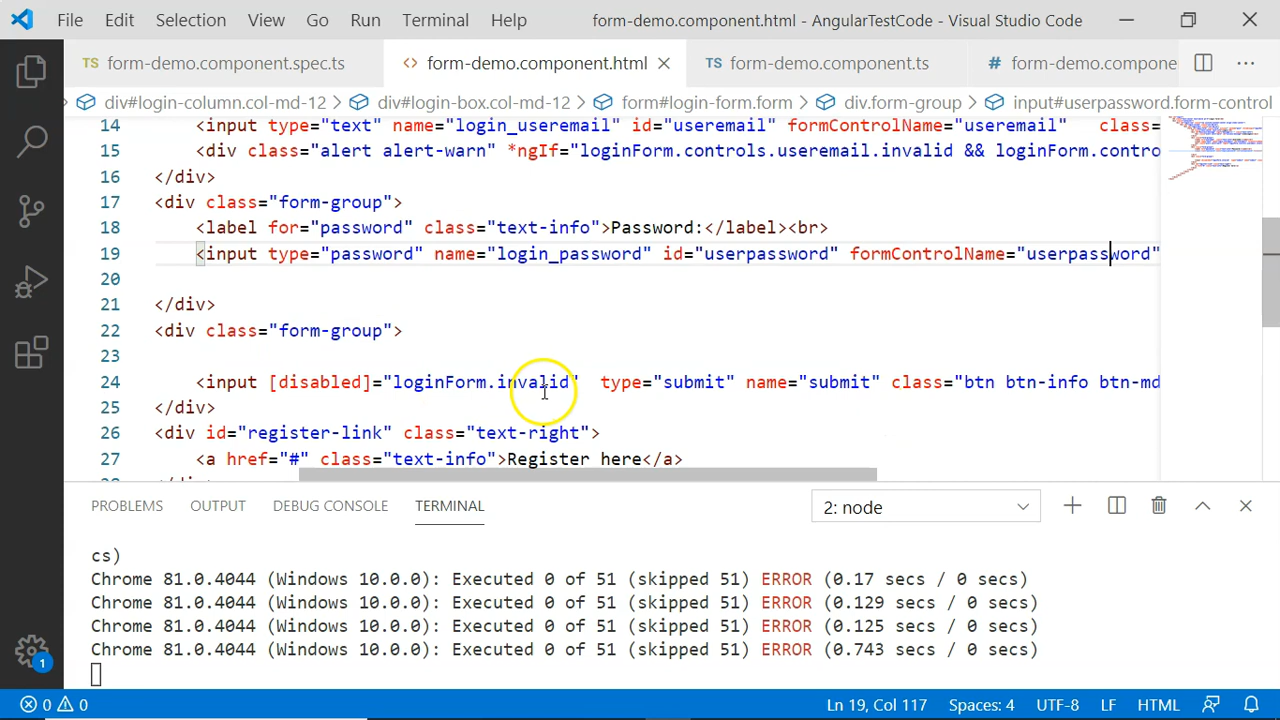 File Edit Selection View Go Run Terminal Help form-demo.component.html - AngularTestCode - Visual Studio Code
TS form-demo.component.spec.ts <> form-demo.component.html TS form-demo.component.ts # form-demo.compone
div#login-column.col-md-12 > div#login-box.col-md-12 > form#login-form.form > div.form-group > input#userpassword.form-control
14 <input type="text" name="login_useremail" id="useremail" formControlName="useremail" class=
15 <div class="alert alert-warn" *ngIf="loginForm.controls.useremail.invalid && loginForm.contro
16 </div>
17 <div class="form-group">
18 <label for="password" class="text-info">Password:</label><br>
19 <input type="password" name="login_password" id="userpassword" formControlName="userpassword"
20
21 </div>
22 <div class="form-group">
23
24 <input [disabled]="loginForm.invalid" type="submit" name="submit" class="btn btn-info btn-md
25 </div>
26 <div id="register-link" class="text-right">
27 <a href="#" class="text-info">Register here</a>
PROBLEMS OUTPUT DEBUG CONSOLE TERMINAL 2: node
cs)
Chrome 81.0.4044 (Windows 10.0.0): Executed 0 of 51 (skipped 51) ERROR (0.17 secs / 0 secs)
Chrome 81.0.4044 (Windows 10.0.0): Executed 0 of 51 (skipped 51) ERROR (0.129 secs / 0 secs)
Chrome 81.0.4044 (Windows 10.0.0): Executed 0 of 51 (skipped 51) ERROR (0.125 secs / 0 secs)
Chrome 81.0.4044 (Windows 10.0.0): Executed 0 of 51 (skipped 51) ERROR (0.743 secs / 0 secs)
1
0 0 Ln 19, Col 117 Spaces: 4 UTF-8 LF HTML